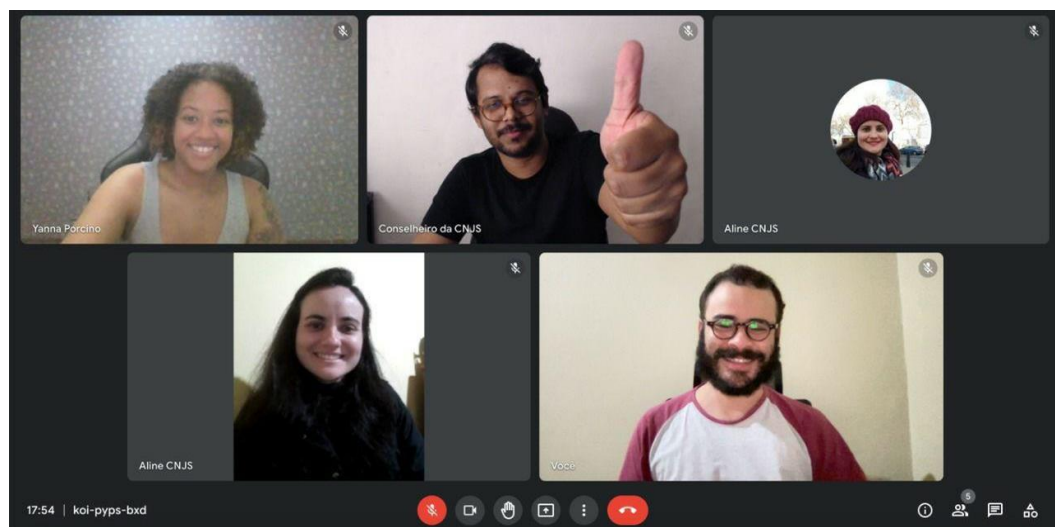 Yanna Porcino
Conselheiro da CNJS
Aline CNJS
Aline CNJS
Voce
17:54 | koi-pyps-bxd
5